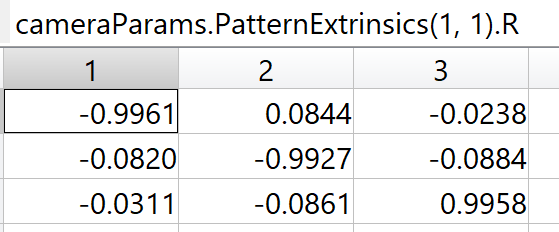 cameraParams.PatternExtrinsics(1, 1).R
1 2 3
-0.9961 0.0844 -0.0238
-0.0820 -0.9927 -0.0884
-0.0311 -0.0861 0.9958